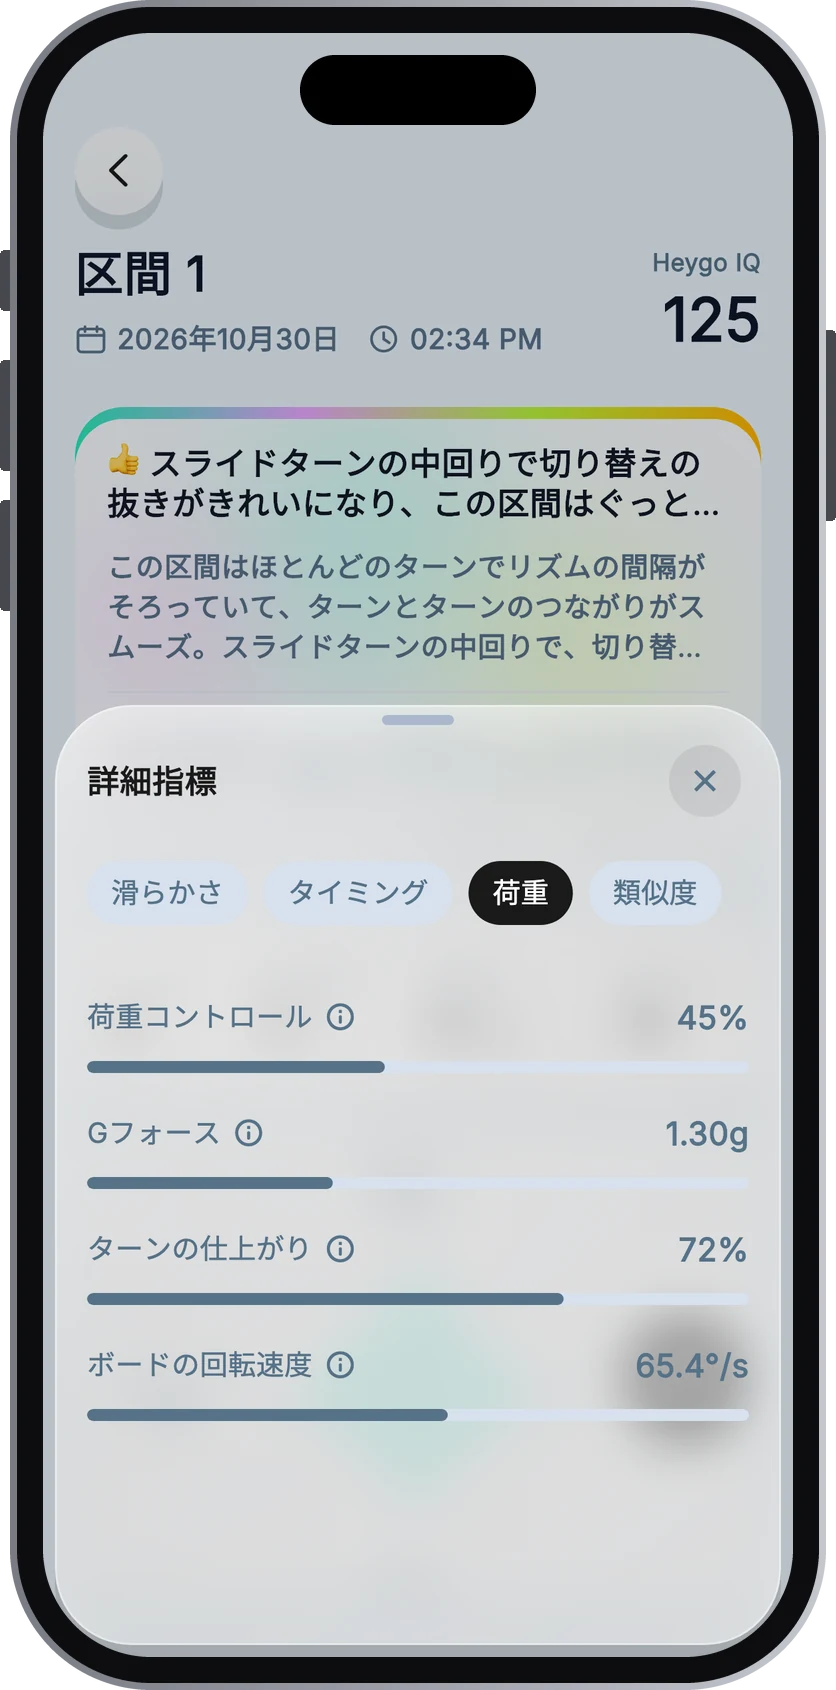 区間 1
Heygo IQ
125
2026年10月30日 02:34 PM
👍 スライドターンの中回りで切り替えの
抜きがきれいになり、この区間はぐっと...
この区間はほとんどのターンでリズムの間隔が
そろっていて、ターンとターンのつながりがス
ムーズ。スライドターンの中回りで、切り替...
詳細指標
滑らかさ タイミング 荷重 類似度
荷重コントロール 45%
Gフォース 1.30g
ターンの仕上がり 72%
ボードの回転速度 65.4°/s